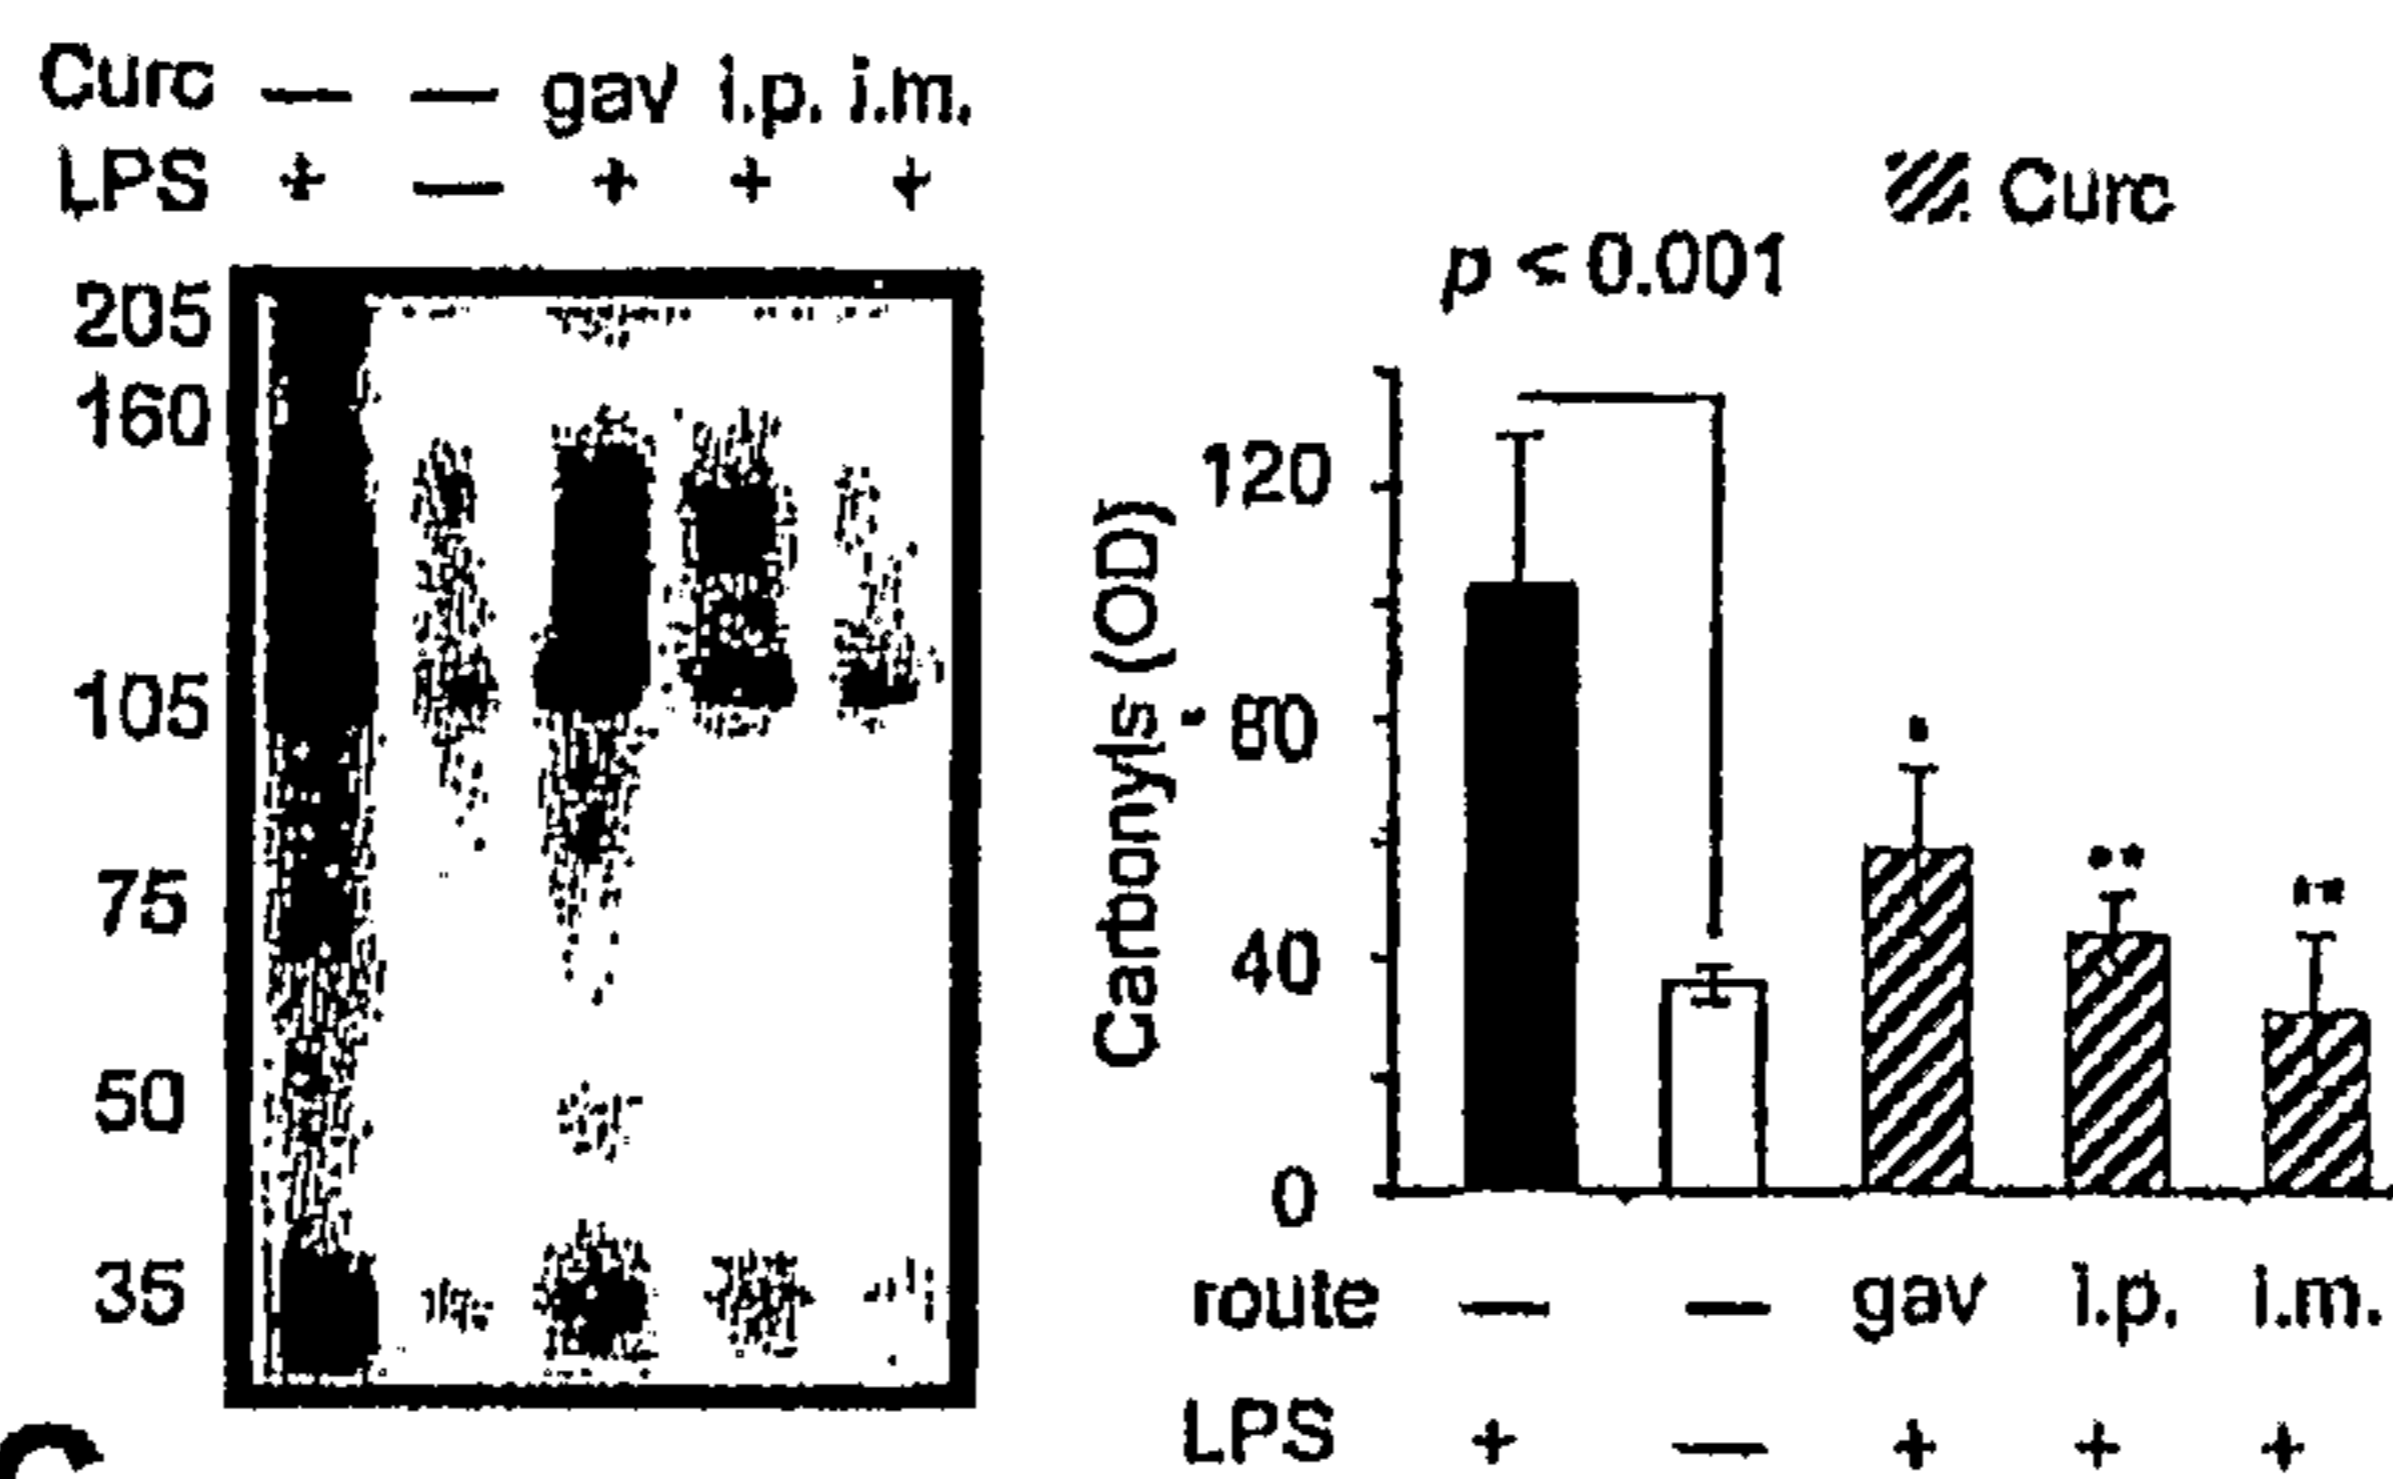 Curc — — gav i.p. i.m.
LPS + — + + +
205
160
105
75
50
35
Curc
p < 0.001
Carbonyls (OD)
120
80
40
0
* ** **
route — — gav i.p. i.m.
LPS + — + + +
C